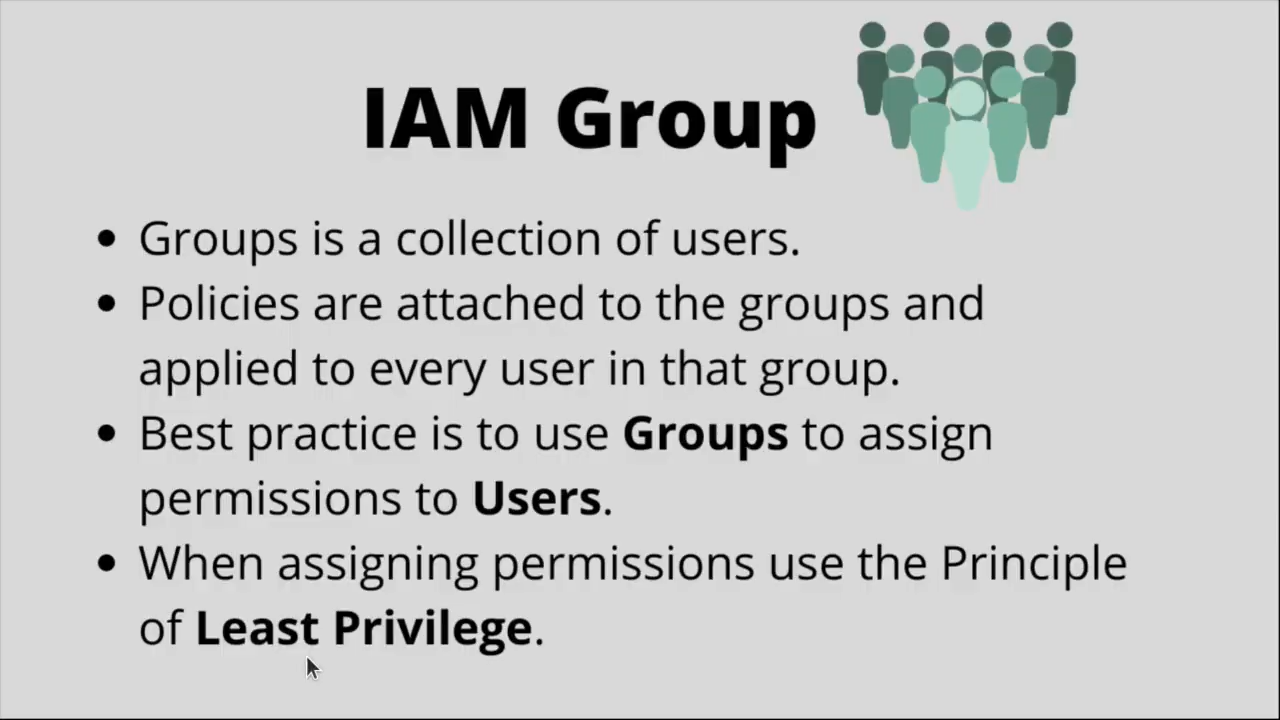 IAM Group
• Groups is a collection of users.
• Policies are attached to the groups and
applied to every user in that group.
• Best practice is to use Groups to assign
permissions to Users.
• When assigning permissions use the Principle
of Least Privilege.